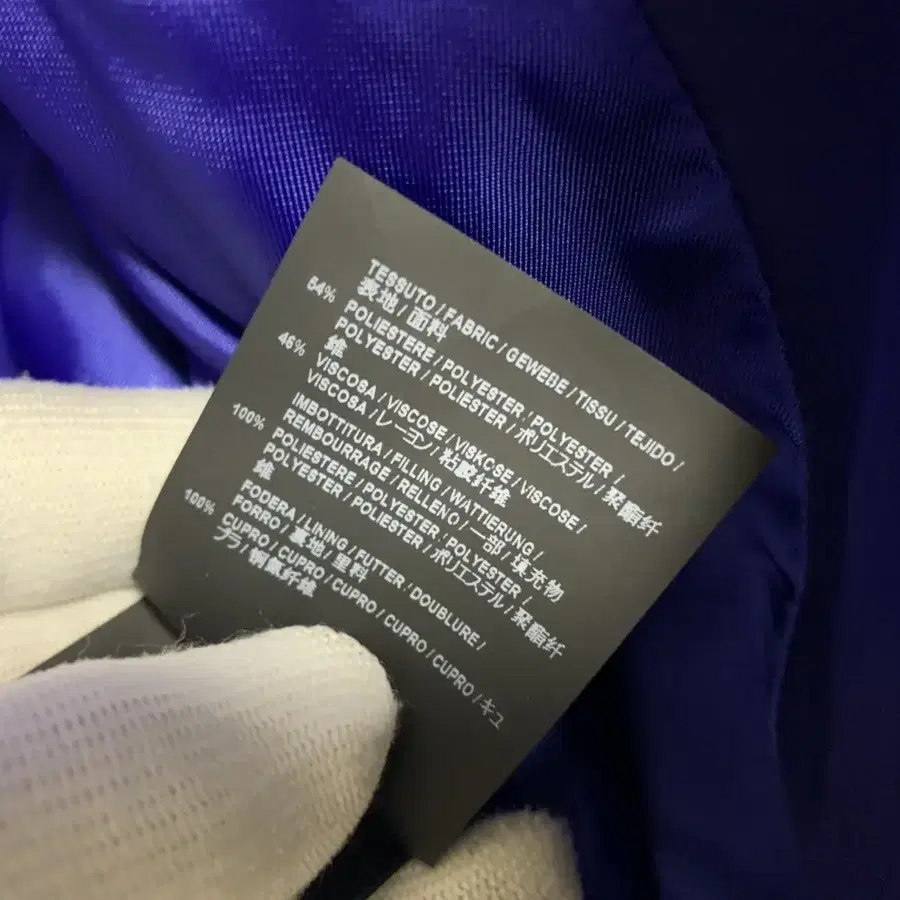 TESSUTO / FABRIC / GEWEBE / TISSU / TEJIDO /
表地 / 面料
54% POLIESTERE / POLYESTER / POLYESTER /
POLYESTER / POLIESTER / ポリエステル / 聚酯纤
维
46% VISCOSA / VISCOSE / VISKOSE / VISCOSE /
VISCOSA / レーヨン / 粘胶纤维
IMBOTTITURA / FILLING / WATTIERUNG /
REMBOURRAGE / RELLENO / 一部 / 填充物
100% POLIESTERE / POLYESTER / POLYESTER /
POLYESTER / POLIESTER / ポリエステル / 聚酯纤
维
FODERA / LINING / FUTTER / DOUBLURE /
FORRO / 裏地 / 里料
100% CUPRO / CUPRO / CUPRO / CUPRO / CUPRO / キュ
プラ / 铜氨纤维